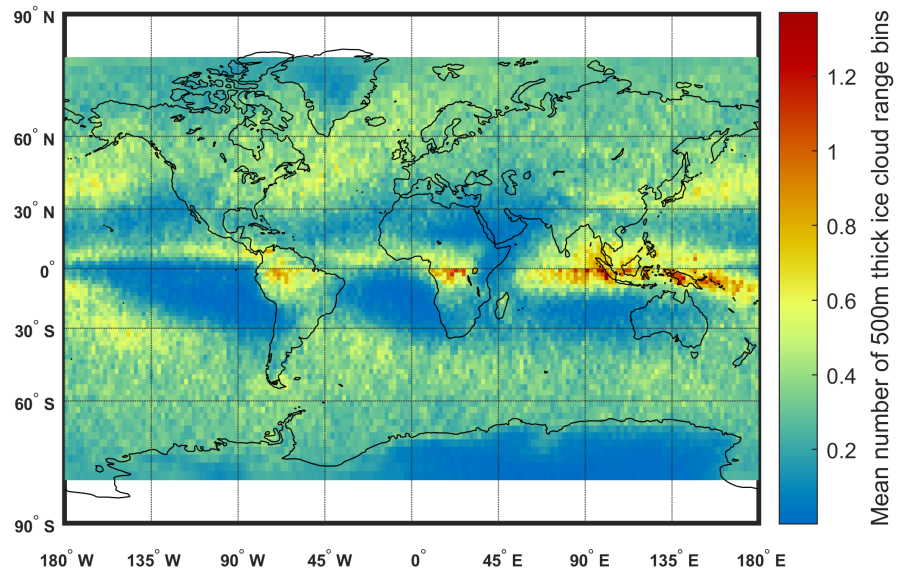 90° N
60° N
30° N
0°
30° S
60° S
90° S
180° W 135° W 90° W 45° W 0° 45° E 90° E 135° E 180° E
1.2
1
0.8
0.6
0.4
0.2
Mean number of 500m thick ice cloud range bins